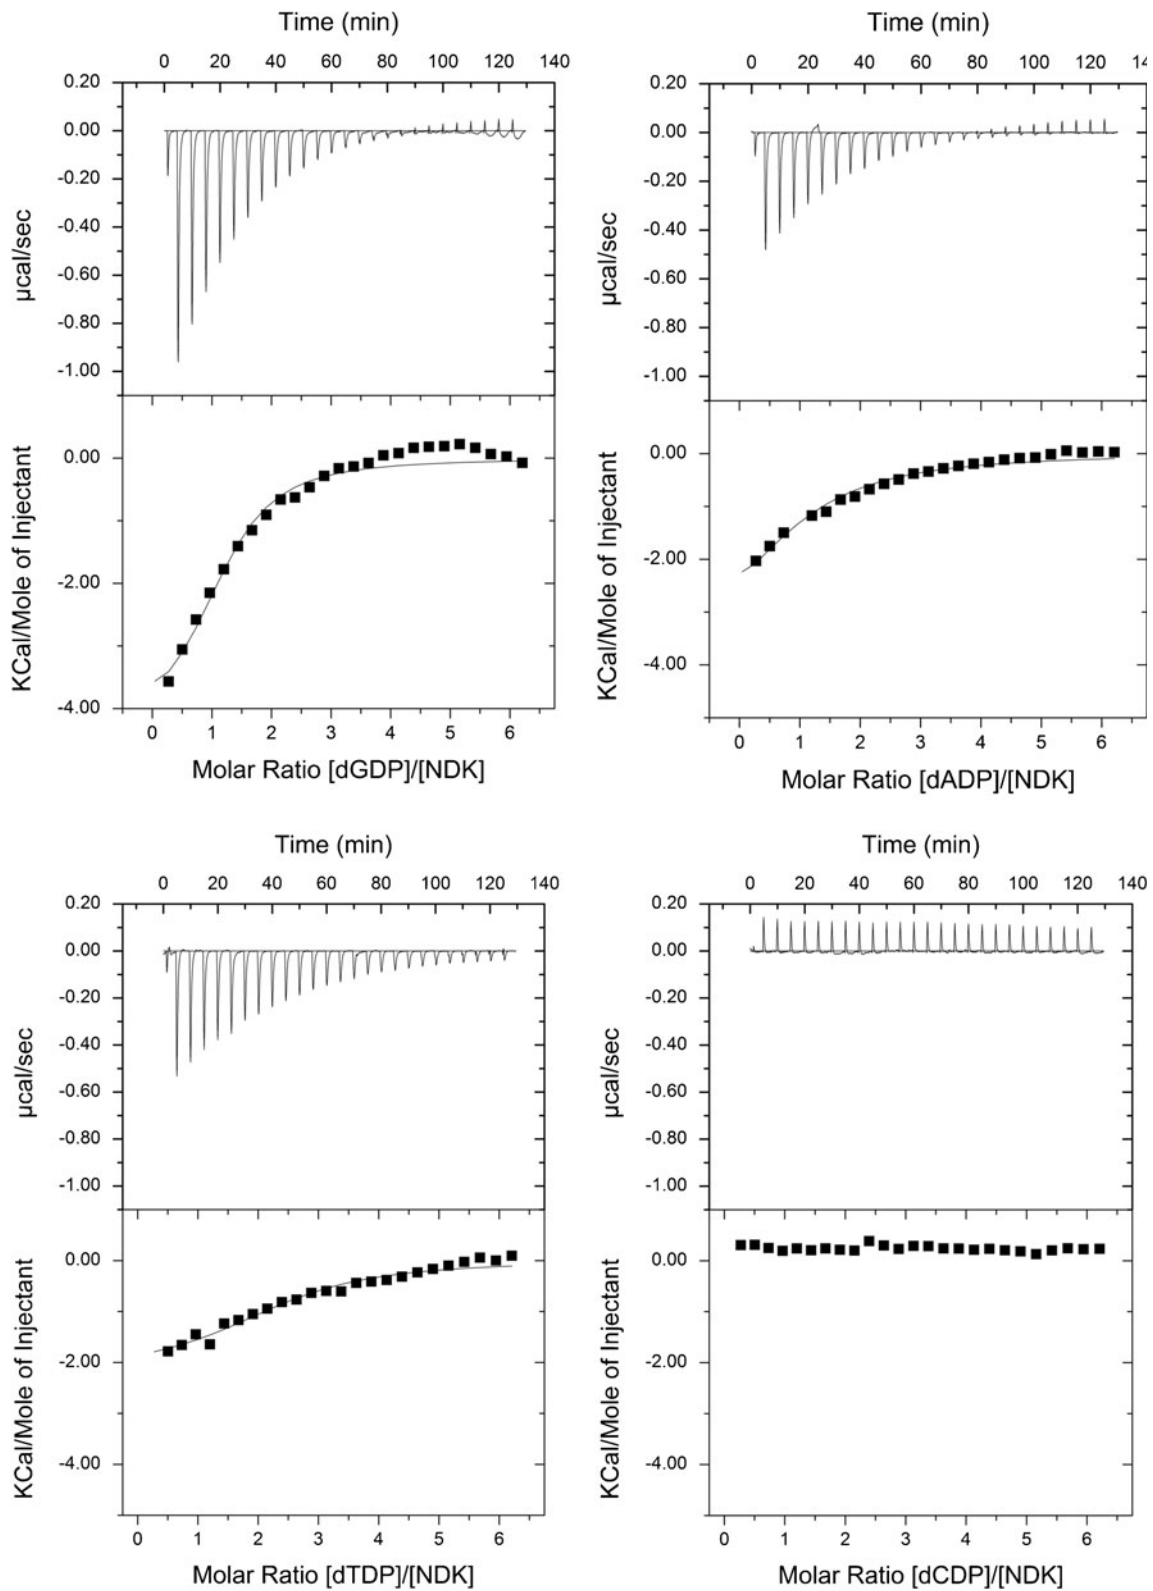 Time (min)
0 20 40 60 80 100 120 140
0.20
0.00
-0.20
-0.40
-0.60
-0.80
-1.00
µcal/sec
0.00
-2.00
-4.00
KCal/Mole of Injectant
0 1 2 3 4 5 6
Molar Ratio [dGDP]/[NDK]
Time (min)
0 20 40 60 80 100 120 14
0.20
0.00
-0.20
-0.40
-0.60
-0.80
-1.00
µcal/sec
0.00
-2.00
-4.00
KCal/Mole of Injectant
0 1 2 3 4 5 6
Molar Ratio [dADP]/[NDK]
Time (min)
0 20 40 60 80 100 120 140
0.20
0.00
-0.20
-0.40
-0.60
-0.80
-1.00
µcal/sec
0.00
-2.00
-4.00
KCal/Mole of Injectant
0 1 2 3 4 5 6
Molar Ratio [dTDP]/[NDK]
Time (min)
0 20 40 60 80 100 120 140
0.20
0.00
-0.20
-0.40
-0.60
-0.80
-1.00
µcal/sec
0.00
-2.00
-4.00
KCal/Mole of Injectant
0 1 2 3 4 5 6
Molar Ratio [dCDP]/[NDK]